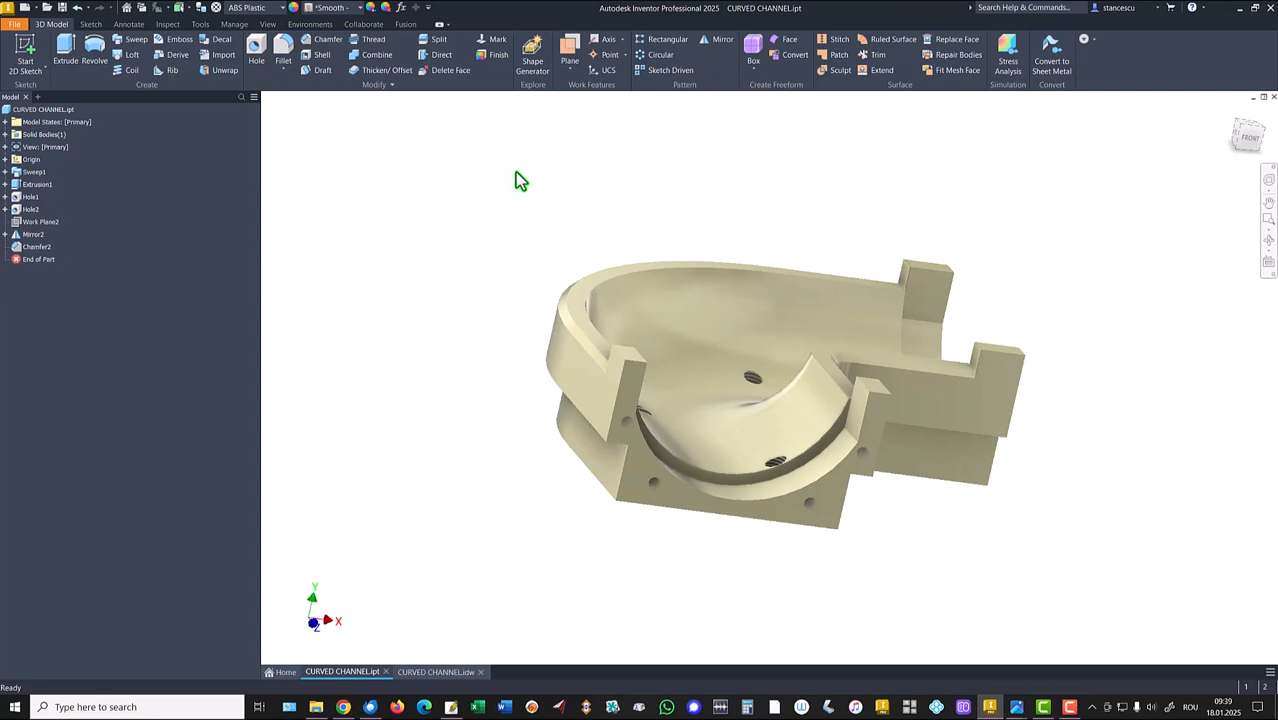 ABS Plastic
*Smooth -
Autodesk Inventor Professional 2025 CURVED CHANNEL.ipt
Search Help & Commands...
stancescu
File 3D Model Sketch Annotate Inspect Tools Manage View Environments Collaborate Fusion
Start
2D Sketch
Extrude Revolve
Sweep Emboss Decal
Loft Derive Import
Coil Rib Unwrap
Hole Fillet
Chamfer Thread Split Mark
Shell Combine Direct Finish
Draft Thicken/ Offset Delete Face
Shape
Generator
Plane
Axis
Point
UCS
Rectangular Mirror
Circular
Sketch Driven
Box
Face
Convert
Stitch Ruled Surface Replace Face
Patch Trim Repair Bodies
Sculpt Extend Fit Mesh Face
Stress
Analysis
Convert to
Sheet Metal
Sketch Create Modify Explore Work Features Pattern Create Freeform Surface Simulation Convert
Model
CURVED CHANNEL.ipt
Model States: [Primary]
Solid Bodies(1)
View: [Primary]
Origin
Sweep1
Extrusion1
Hole1
Hole2
Work Plane2
Mirror2
Chamfer2
End of Part
FRONT
Y
X
Z
Home CURVED CHANNEL.ipt CURVED CHANNEL.idw
Ready
1 2
Type here to search
ROU
09:39
18.01.2025